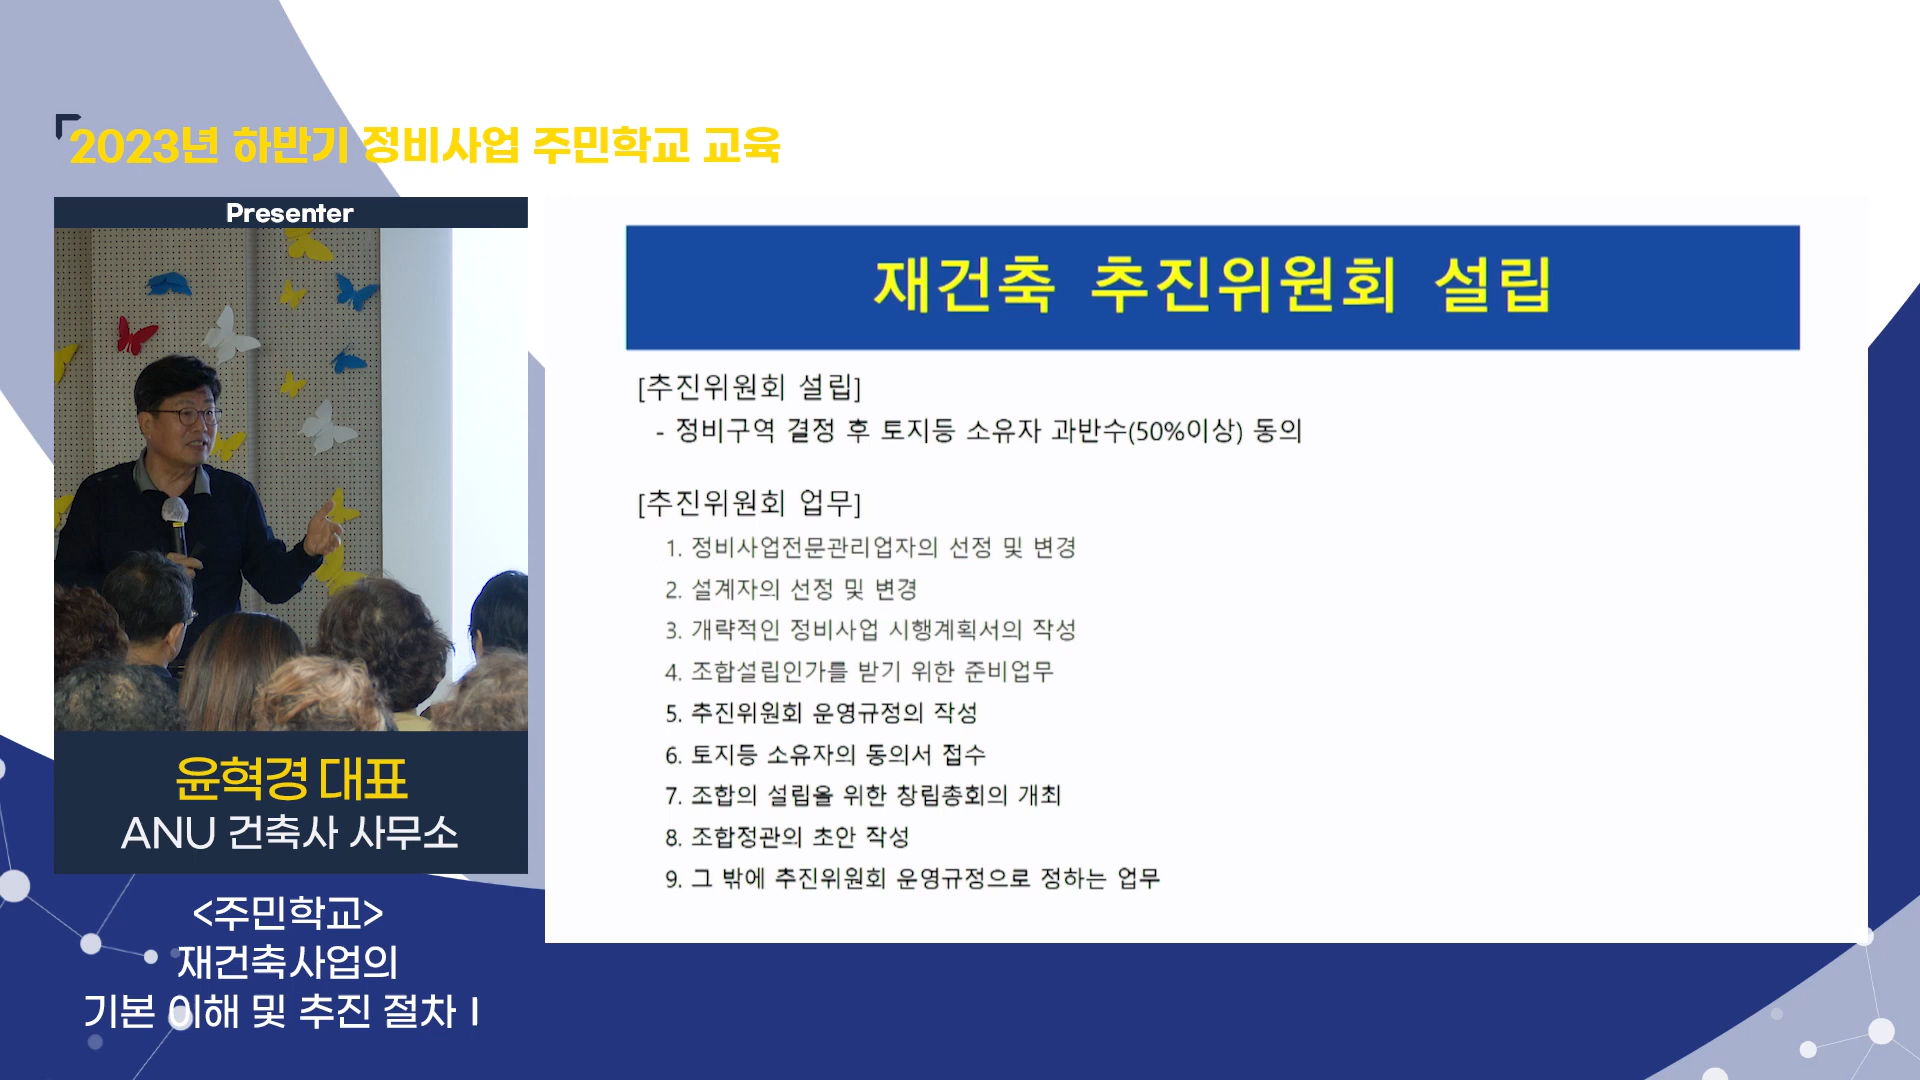 2023년 하반기 정비사업 주민학교 교육
Presenter
윤혁경 대표
ANU 건축사 사무소
<주민학교>
재건축사업의
기본 이해 및 추진 절차 I
재건축 추진위원회 설립
[추진위원회 설립]
- 정비구역 결정 후 토지등 소유자 과반수(50%이상) 동의
[추진위원회 업무]
1. 정비사업전문관리업자의 선정 및 변경
2. 설계자의 선정 및 변경
3. 개략적인 정비사업 시행계획서의 작성
4. 조합설립인가를 받기 위한 준비업무
5. 추진위원회 운영규정의 작성
6. 토지등 소유자의 동의서 접수
7. 조합의 설립을 위한 창립총회의 개최
8. 조합정관의 초안 작성
9. 그 밖에 추진위원회 운영규정으로 정하는 업무